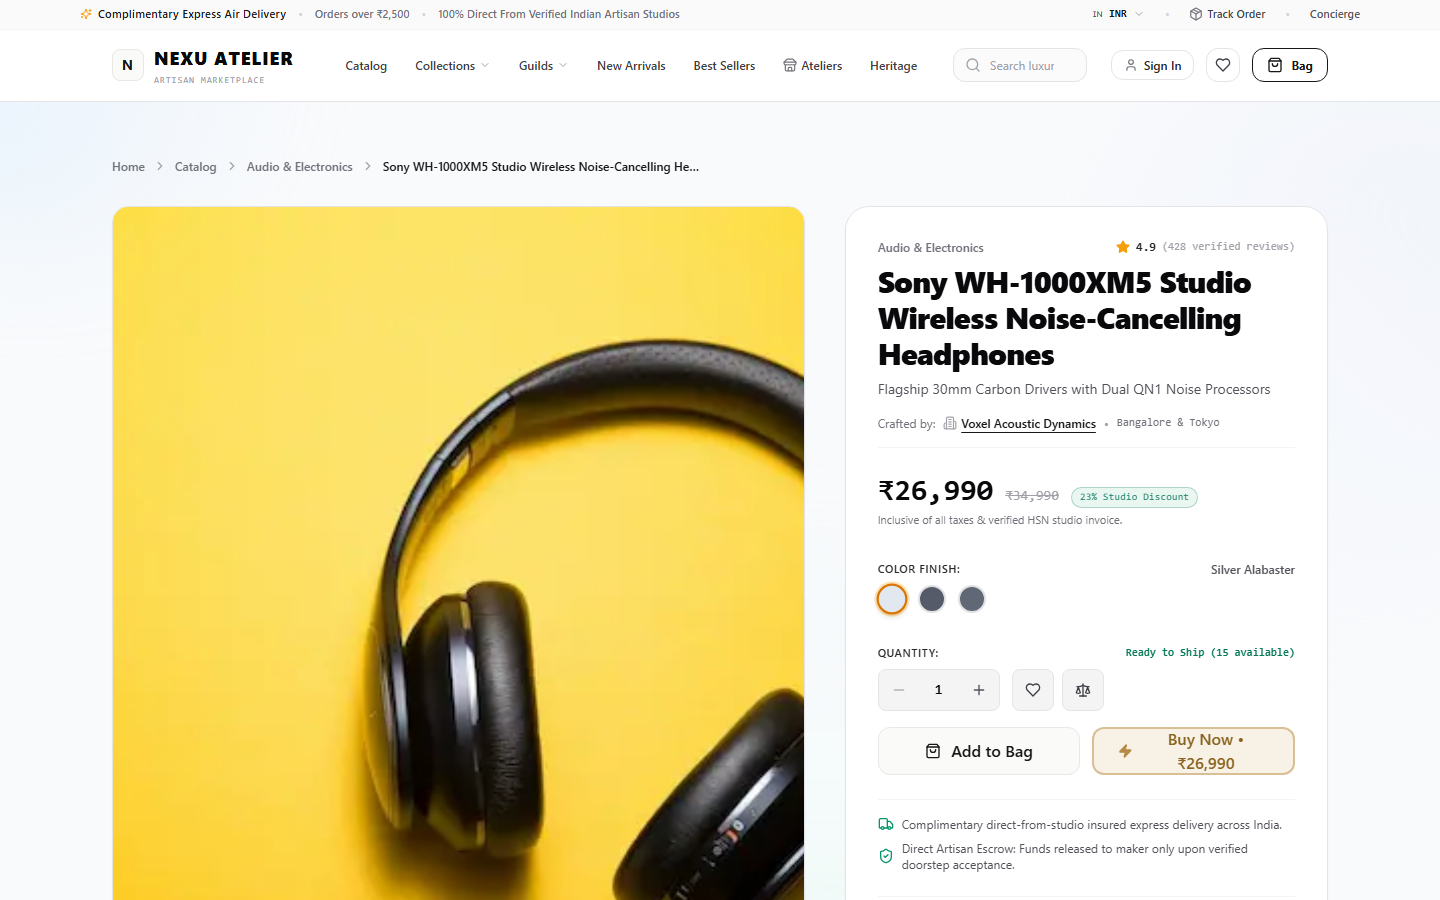 Complimentary Express Air Delivery • Orders over ₹2,500 • 100% Direct From Verified Indian Artisan Studios
IN INR • Track Order • Concierge
N
NEXU ATELIER
ARTISAN MARKETPLACE
Catalog
Collections
Guilds
New Arrivals
Best Sellers
Ateliers
Heritage
Search luxur
Sign In
Bag
Home > Catalog > Audio & Electronics > Sony WH-1000XM5 Studio Wireless Noise-Cancelling He...
Audio & Electronics
4.9 (428 verified reviews)
Sony WH-1000XM5 Studio
Wireless Noise-Cancelling
Headphones
Flagship 30mm Carbon Drivers with Dual QN1 Noise Processors
Crafted by: Voxel Acoustic Dynamics • Bangalore & Tokyo
₹26,990 ₹34,990 23% Studio Discount
Inclusive of all taxes & verified HSN studio invoice.
COLOR FINISH:
Silver Alabaster
QUANTITY:
Ready to Ship (15 available)
1
Add to Bag
Buy Now •
₹26,990
Complimentary direct-from-studio insured express delivery across India.
Direct Artisan Escrow: Funds released to maker only upon verified
doorstep acceptance.